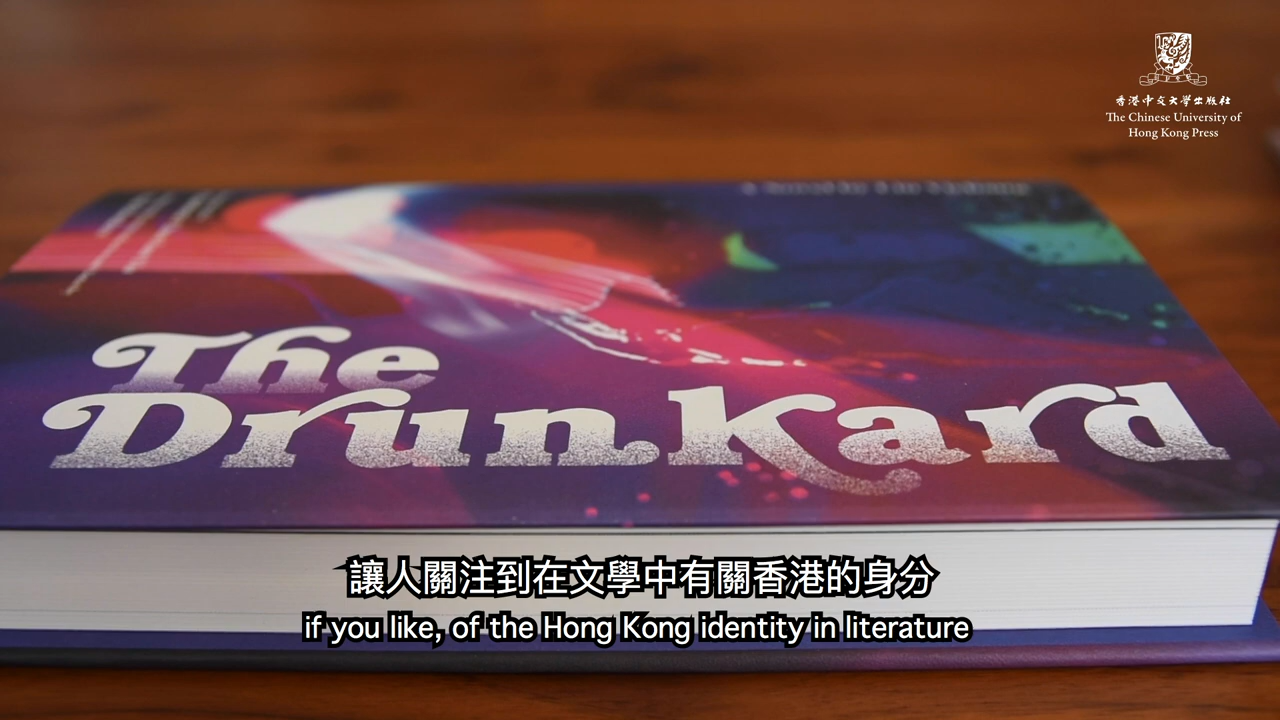 香港中文大學出版社
The Chinese University of
Hong Kong Press
The
Drunkard
讓人關注到在文學中有關香港的身分
if you like, of the Hong Kong identity in literature